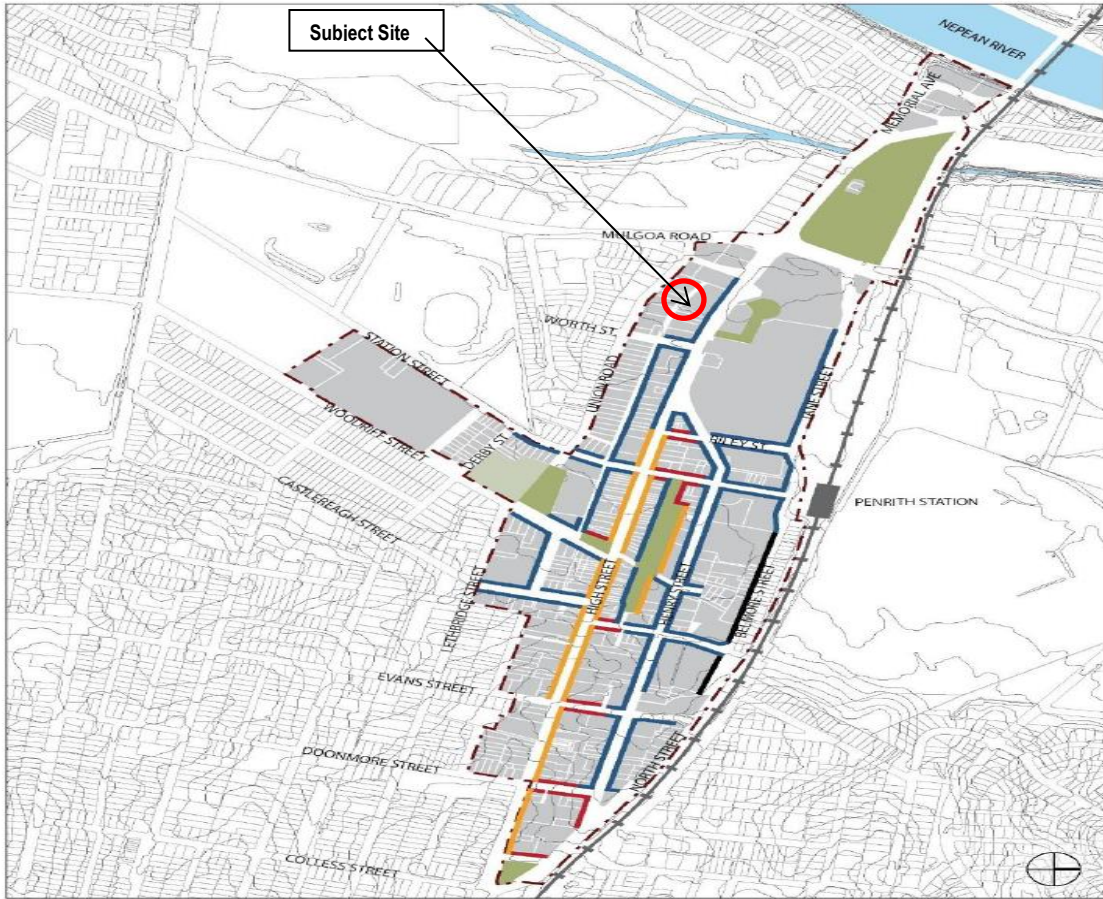 Subject Site
NEPEAN RIVER
MEMORIAL AVE
MULGOA ROAD
WORTH ST.
STATION STREET
UNION ROAD
JANE STREET
WOODRIFF STREET
DERBY ST.
RILEY ST.
CASTLEREAGH STREET
PENRITH STATION
HIGH STREET
HENRY STREET
BELMORE STREET
LETHBRIDGE STREET
EVANS STREET
DOONMORE STREET
NORTH STREET
COLLESS STREET